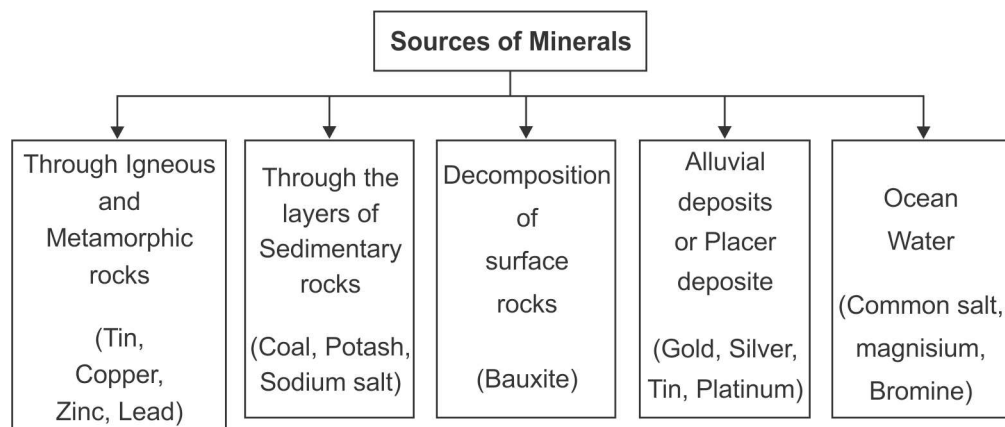 Sources of Minerals
Through Igneous
and
Metamorphic
rocks
(Tin,
Copper,
Zinc, Lead)
Through the
layers of
Sedimentary
rocks
(Coal, Potash,
Sodium salt)
Decomposition
of
surface
rocks
(Bauxite)
Alluvial
deposits
or Placer
deposite
(Gold, Silver,
Tin, Platinum)
Ocean
Water
(Common salt,
magnisium,
Bromine)